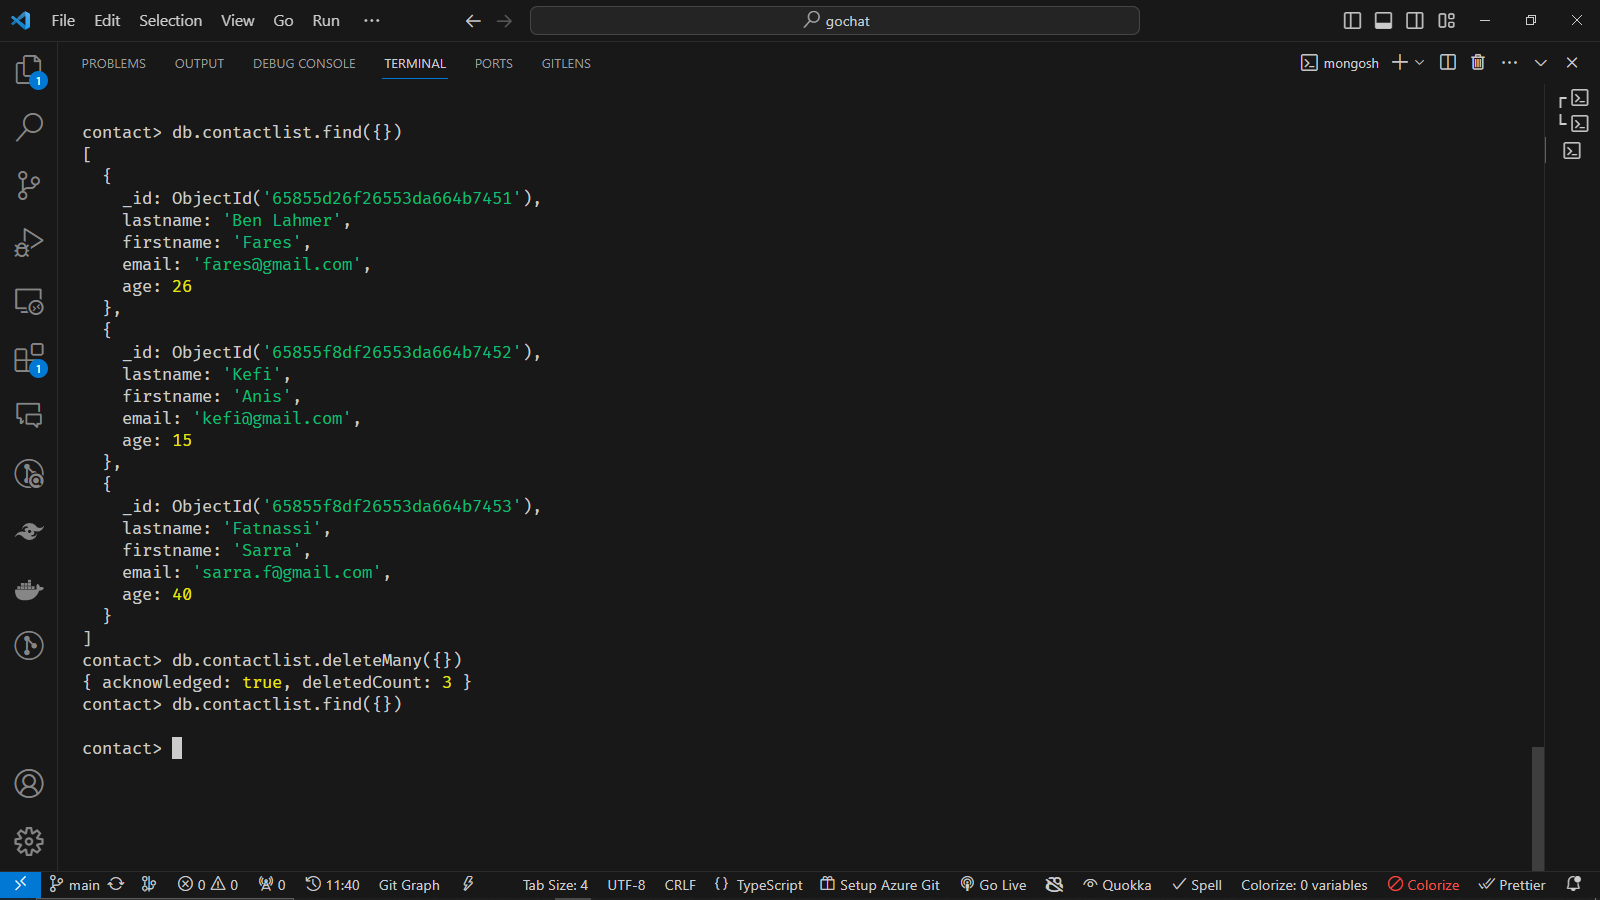 File Edit Selection View Go Run ··· gochat
PROBLEMS OUTPUT DEBUG CONSOLE TERMINAL PORTS GITLENS mongosh
1
contact> db.contactlist.find({})
[
{
_id: ObjectId('65855d26f26553da664b7451'),
lastname: 'Ben Lahmer',
firstname: 'Fares',
email: 'fares@gmail.com',
age: 26
},
{
_id: ObjectId('65855f8df26553da664b7452'),
1
lastname: 'Kefi',
firstname: 'Anis',
email: 'kefi@gmail.com',
age: 15
},
{
_id: ObjectId('65855f8df26553da664b7453'),
lastname: 'Fatnassi',
firstname: 'Sarra',
email: 'sarra.f@gmail.com',
age: 40
}
]
contact> db.contactlist.deleteMany({})
{ acknowledged: true, deletedCount: 3 }
contact> db.contactlist.find({})
contact>
main 0 0 0 11:40 Git Graph Tab Size: 4 UTF-8 CRLF {} TypeScript Setup Azure Git Go Live Quokka Spell Colorize: 0 variables Colorize Prettier